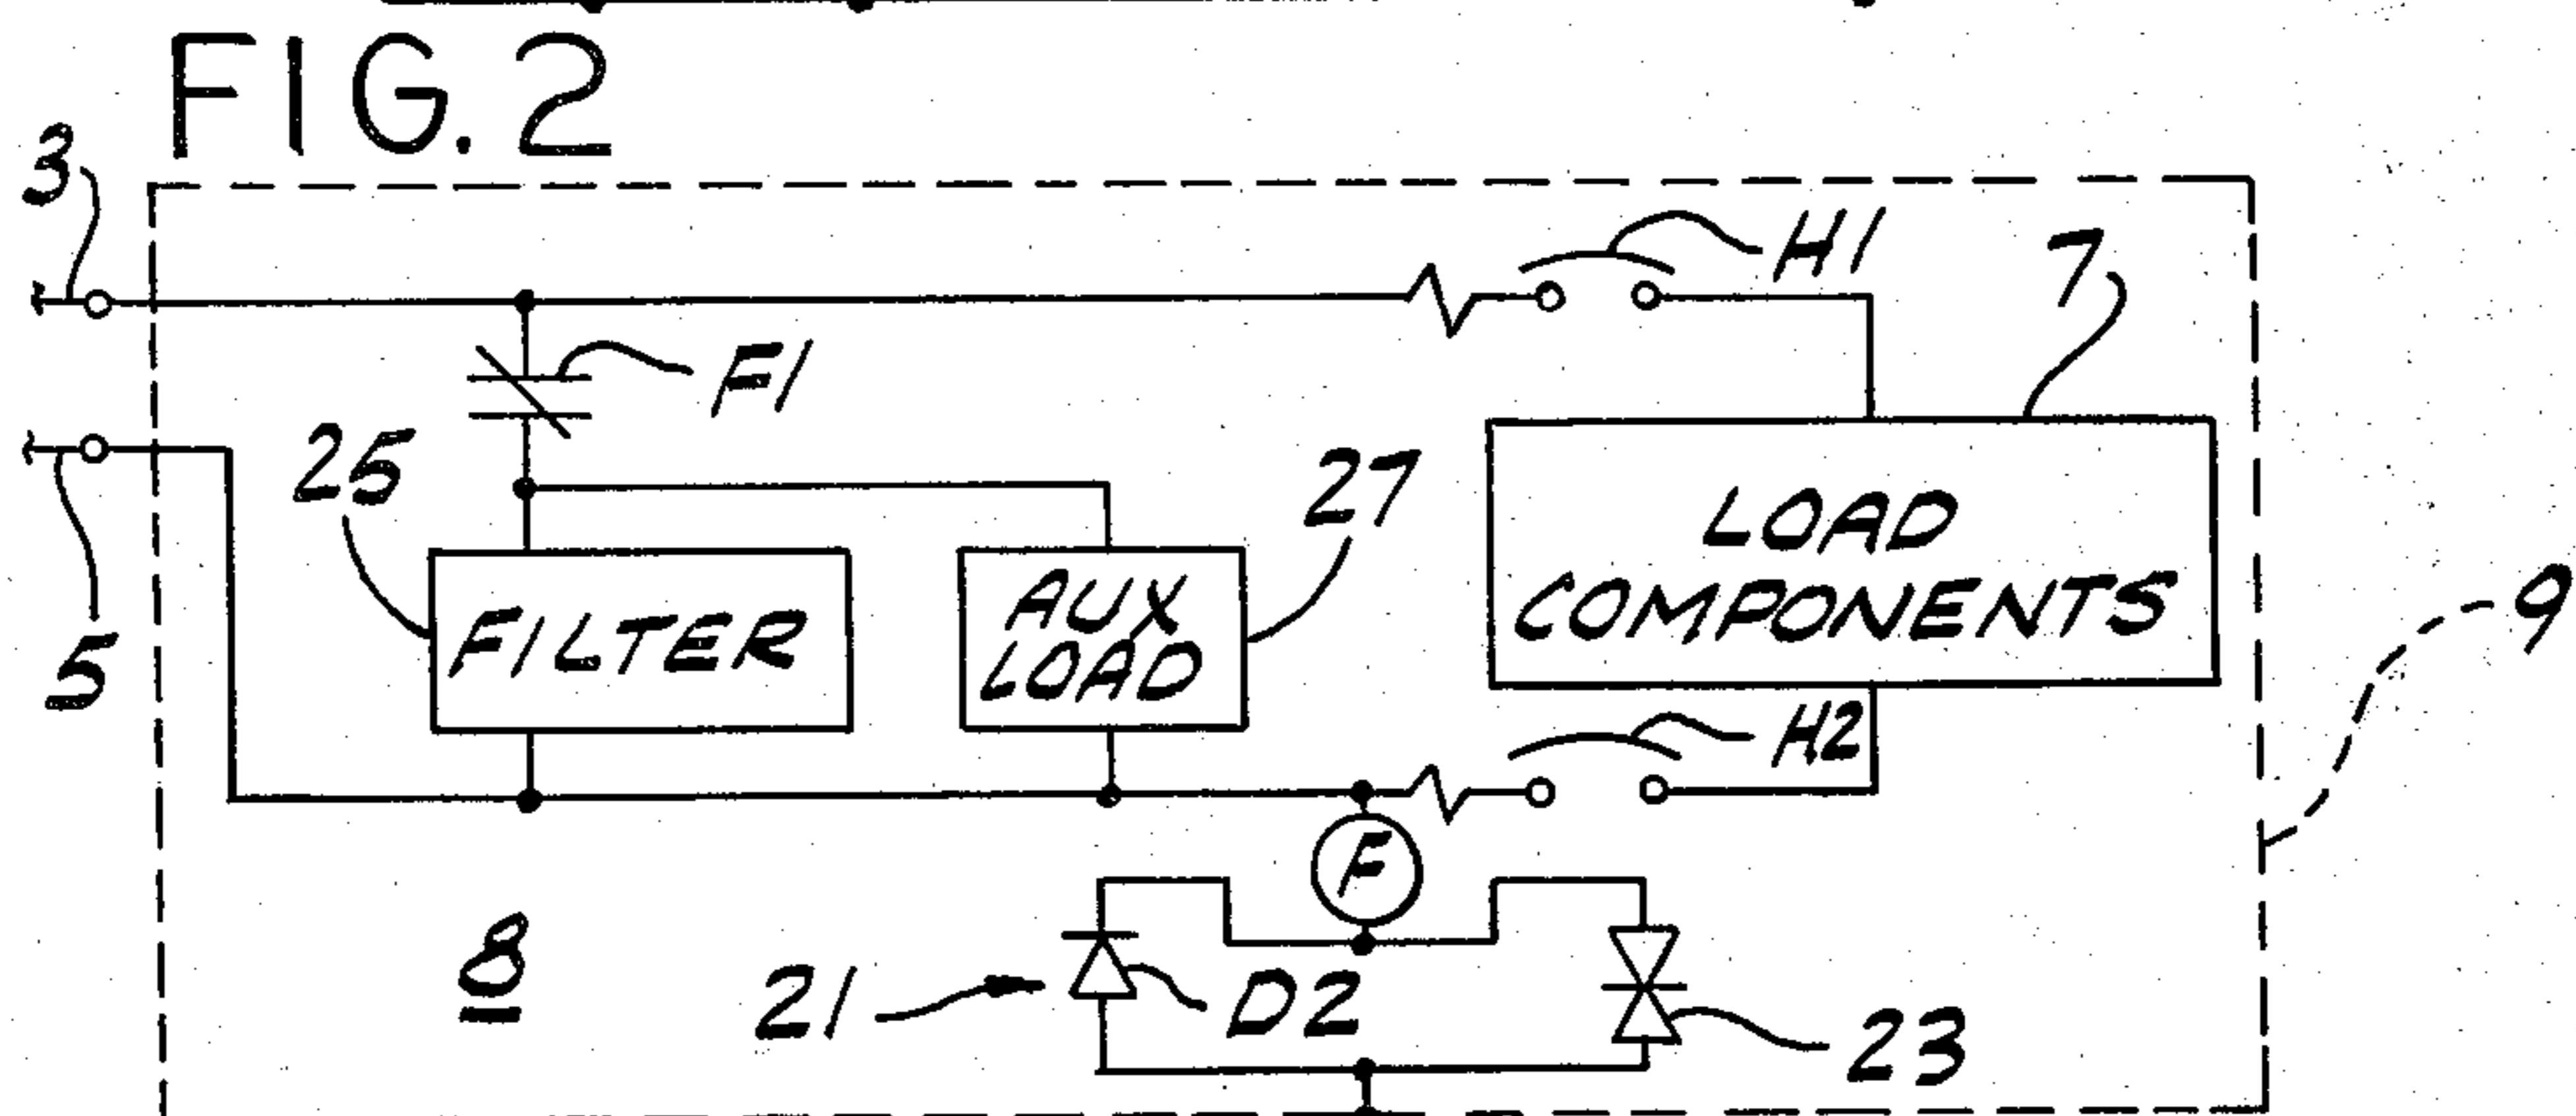 FIG. 2
3
H1
7
F1
25
27
LOAD
COMPONENTS
AUX
LOAD
FILTER
9
5
H2
F
8
21
D2
23